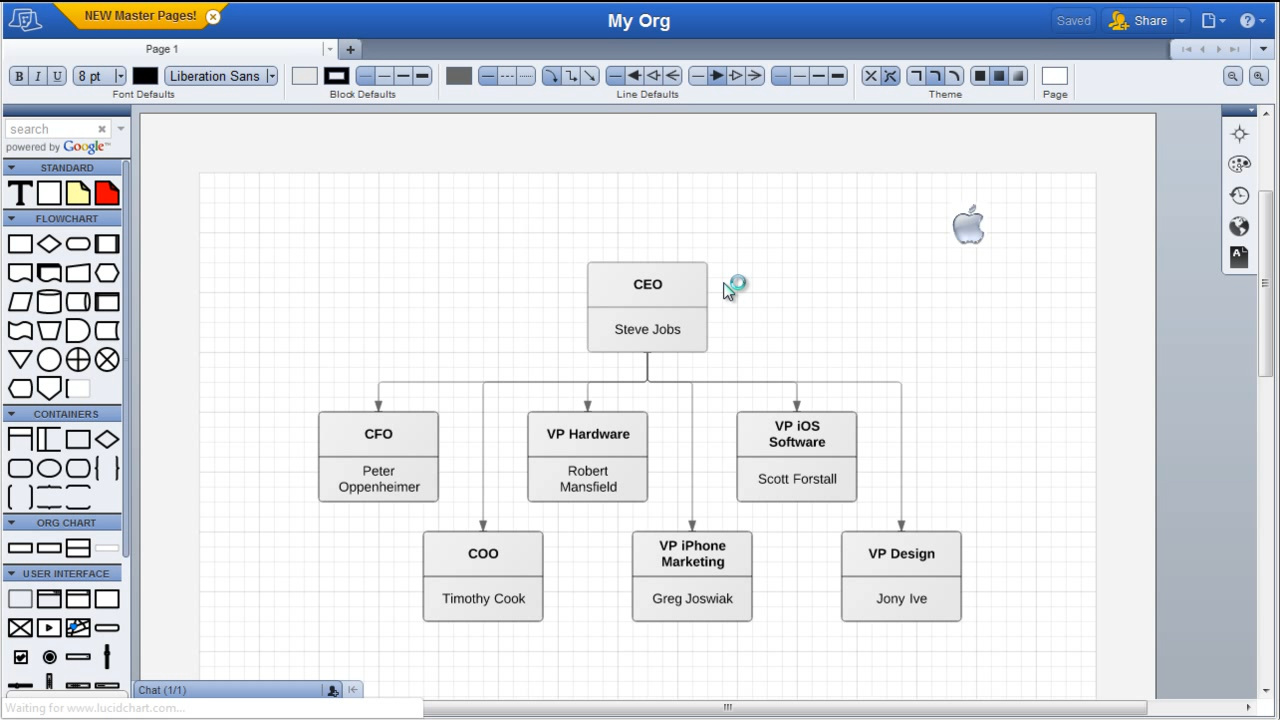 NEW Master Pages!
My Org
Saved
Share
Page 1
B I U
8 pt
Liberation Sans
Font Defaults
Block Defaults
Line Defaults
Theme
Page
search
powered by Google™
STANDARD
T
FLOWCHART
CONTAINERS
ORG CHART
USER INTERFACE
A
CEO
Steve Jobs
CFO
Peter
Oppenheimer
VP Hardware
Robert
Mansfield
VP iOS
Software
Scott Forstall
COO
Timothy Cook
VP iPhone
Marketing
Greg Joswiak
VP Design
Jony Ive
Chat (1/1)
Waiting for www.lucidchart.com...